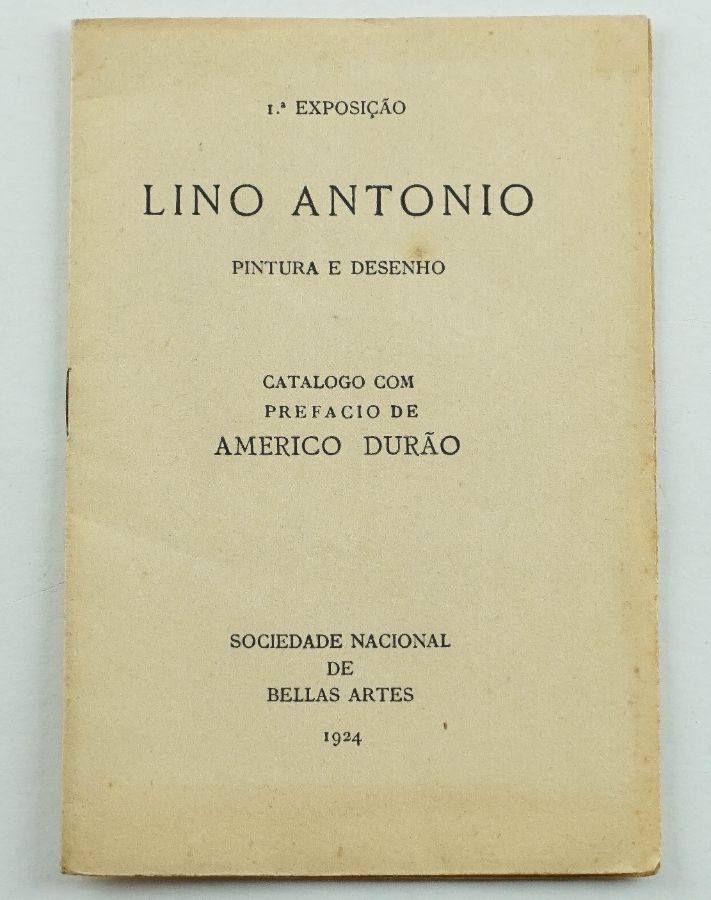 1.ª EXPOSIÇÃO
LINO ANTONIO
PINTURA E DESENHO
CATALOGO COM
PREFACIO DE
AMERICO DURÃO
SOCIEDADE NACIONAL
DE
BELLAS ARTES
1924